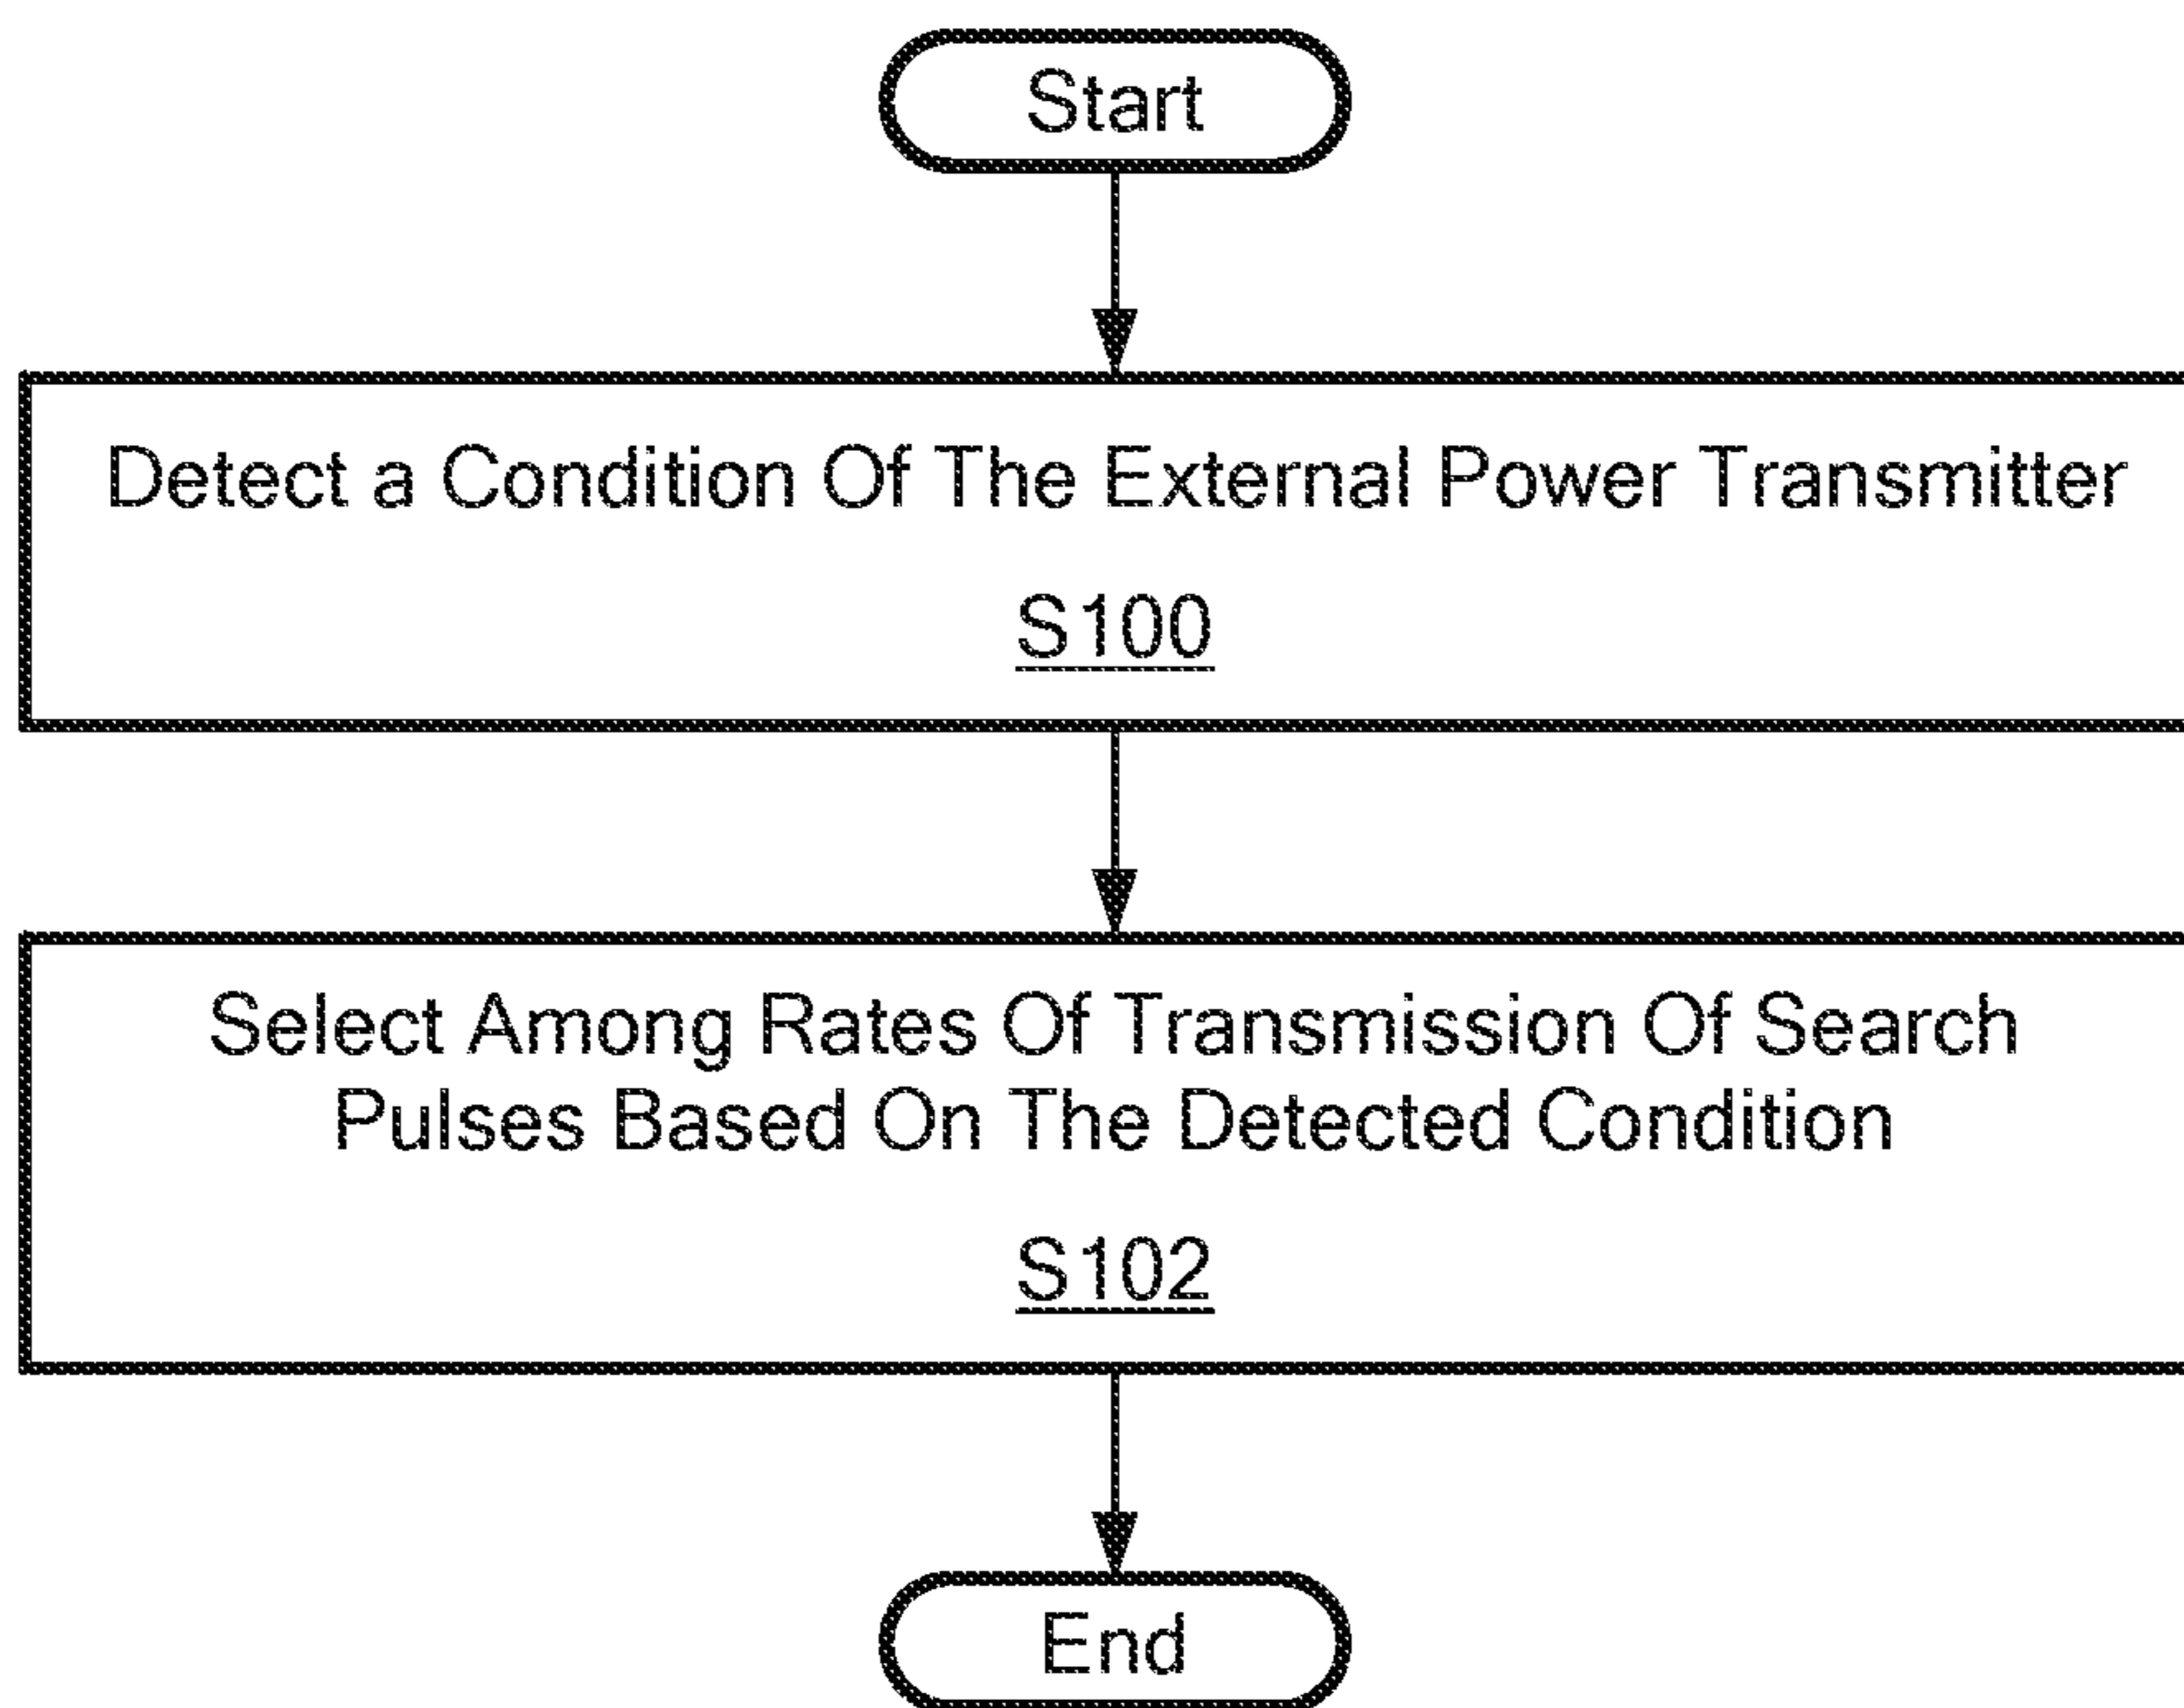 Start
Detect a Condition Of The External Power Transmitter
S100
Select Among Rates Of Transmission Of Search
Pulses Based On The Detected Condition
S102
End